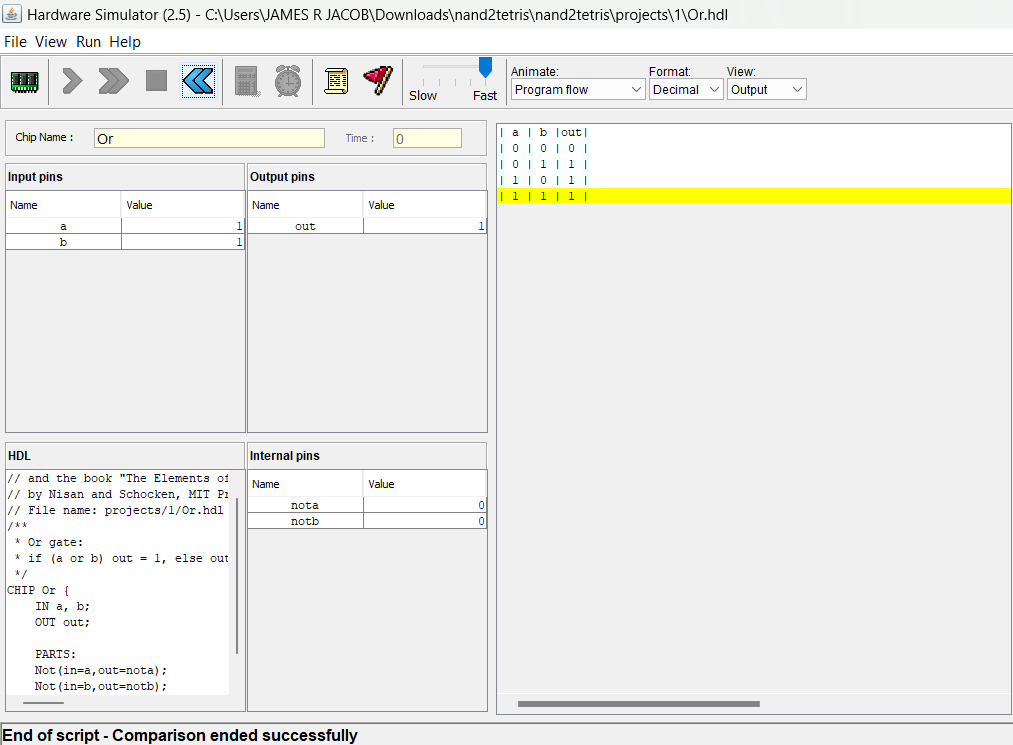 Hardware Simulator (2.5) - C:\Users\JAMES R JACOB\Downloads\nand2tetris\nand2tetris\projects\1\Or.hdl
File View Run Help
Slow Fast
Animate: Format: View:
Program flow Decimal Output
Chip Name : Or Time : 0
Input pins
Name Value
a 1
b 1
Output pins
Name Value
out 1
HDL
// and the book "The Elements of
// by Nisan and Schocken, MIT Pr
// File name: projects/1/Or.hdl
/**
* Or gate:
* if (a or b) out = 1, else out
*/
CHIP Or {
IN a, b;
OUT out;
PARTS:
Not(in=a,out=nota);
Not(in=b,out=notb);
Internal pins
Name Value
nota 0
notb 0
| a | b |out|
| 0 | 0 | 0 |
| 0 | 1 | 1 |
| 1 | 0 | 1 |
| 1 | 1 | 1 |
End of script - Comparison ended successfully